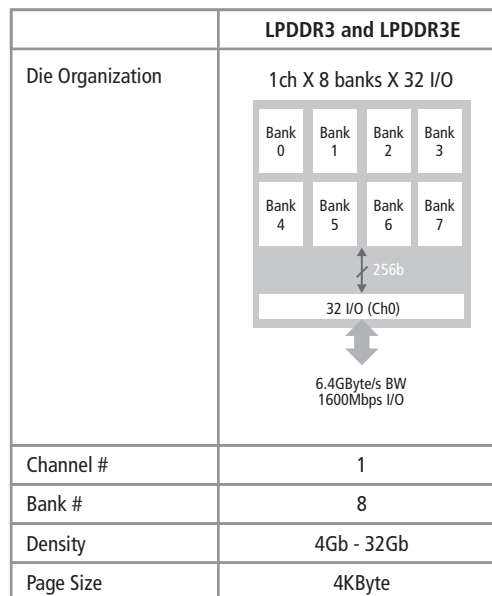 LPDDR3 and LPDDR3E
Die Organization
1ch X 8 banks X 32 I/O
Bank 0 Bank 1 Bank 2 Bank 3
Bank 4 Bank 5 Bank 6 Bank 7
256b
32 I/O (Ch0)
6.4GByte/s BW
1600Mbps I/O
Channel # 1
Bank # 8
Density 4Gb - 32Gb
Page Size 4KByte